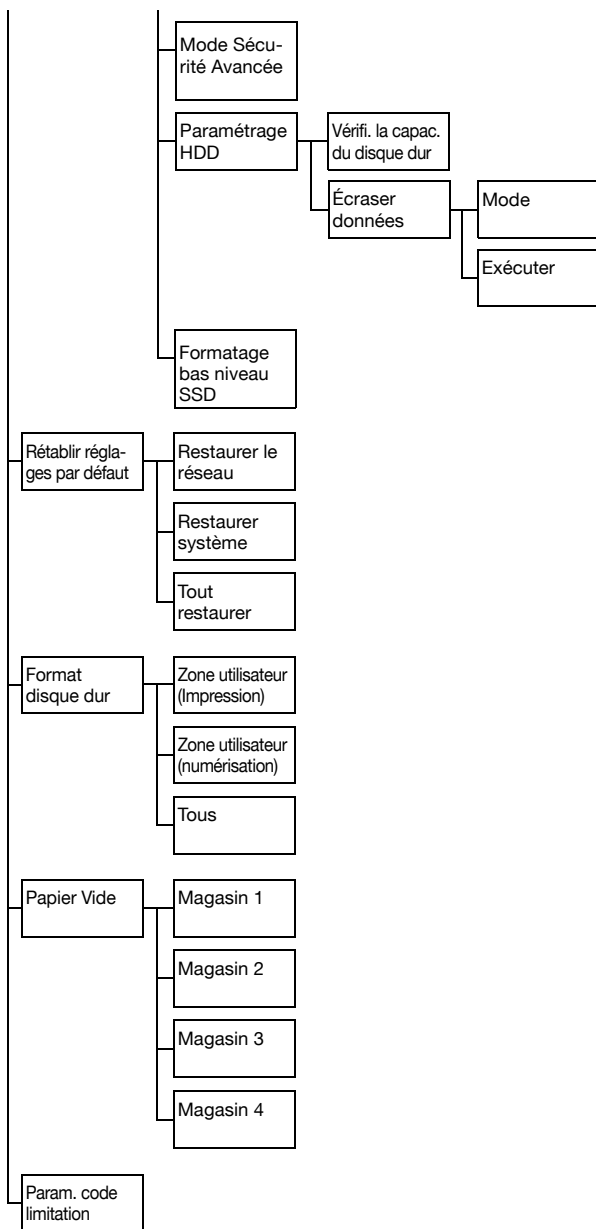 Mode Sécu-
rité Avancée
Paramétrage
HDD
Vérifi. la capac.
du disque dur
Écraser
données
Mode
Exécuter
Formatage
bas niveau
SSD
Rétablir régla-
ges par défaut
Restaurer le
réseau
Restaurer
système
Tout
restaurer
Format
disque dur
Zone utilisateur
(Impression)
Zone utilisateur
(numérisation)
Tous
Papier Vide
Magasin 1
Magasin 2
Magasin 3
Magasin 4
Param. code
limitation